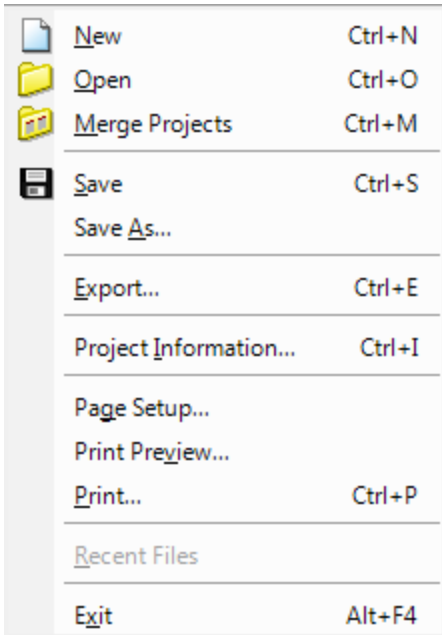 New Ctrl+N
Open Ctrl+O
Merge Projects Ctrl+M
Save Ctrl+S
Save As...
Export... Ctrl+E
Project Information... Ctrl+I
Page Setup...
Print Preview...
Print... Ctrl+P
Recent Files
Exit Alt+F4